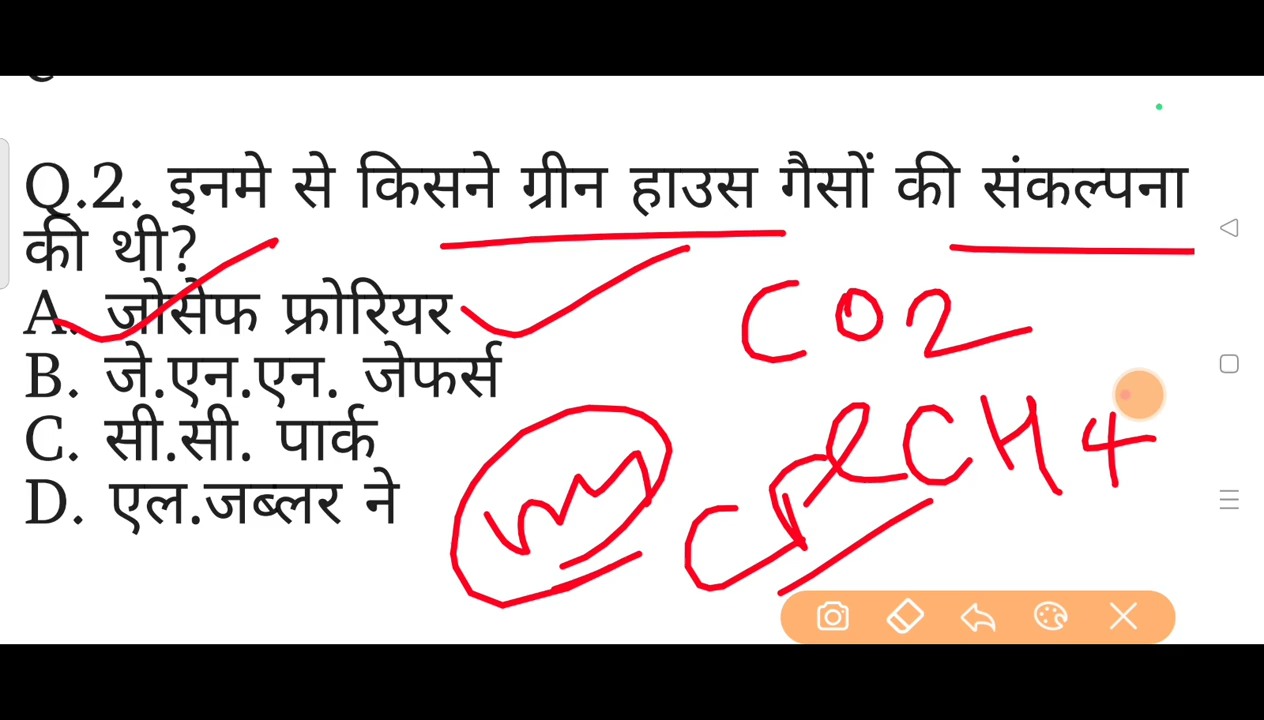 Q.2. इनमे से किसने ग्रीन हाउस गैसों की संकल्पना
की थी?
A. जोसेफ फ्रोरियर
B. जे.एन.एन. जेफर्स
C. सी.सी. पार्क
D. एल.जब्लर ने
CO2
CH4